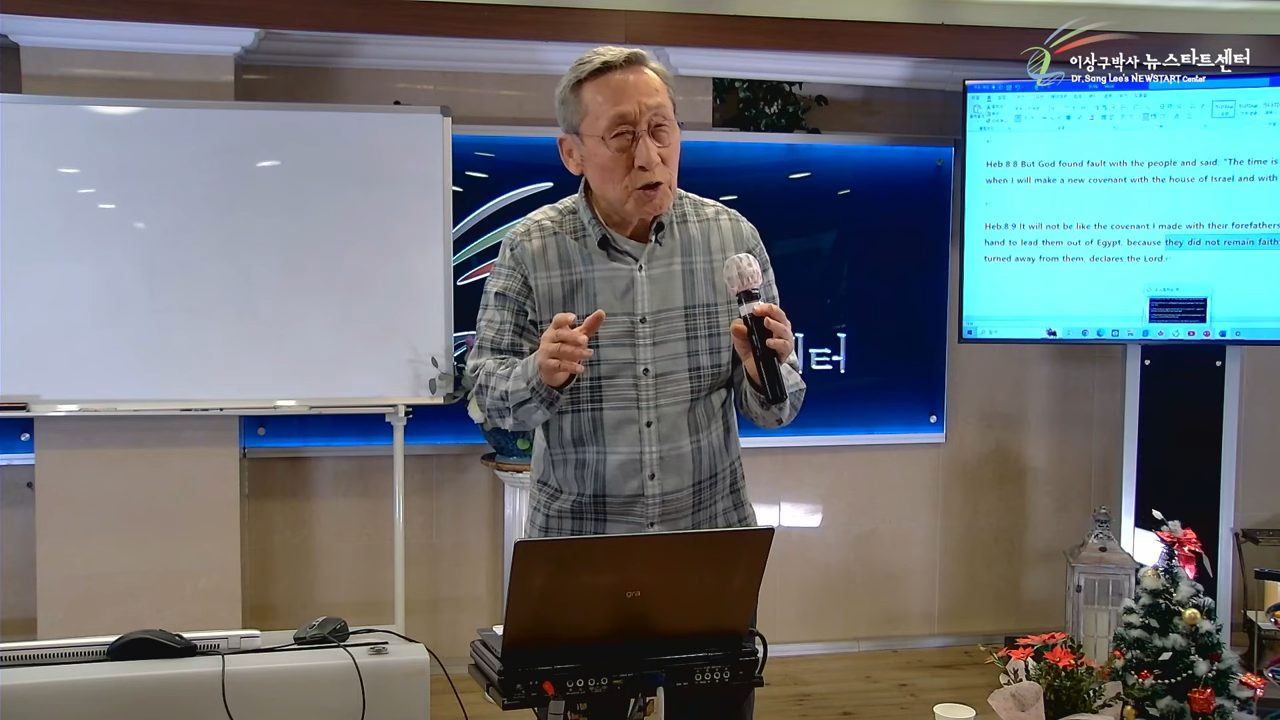 이상구박사 뉴스타트센터
Dr. Sang Lee's NEWSTART Center
Heb 8:8 But God found fault with the people and said: "The time is
when I will make a new covenant with the house of Israel and with
Heb 8:9 It will not be like the covenant I made with their forefathers
hand to lead them out of Egypt, because they did not remain faith
turned away from them, declares the Lord.
터
gra